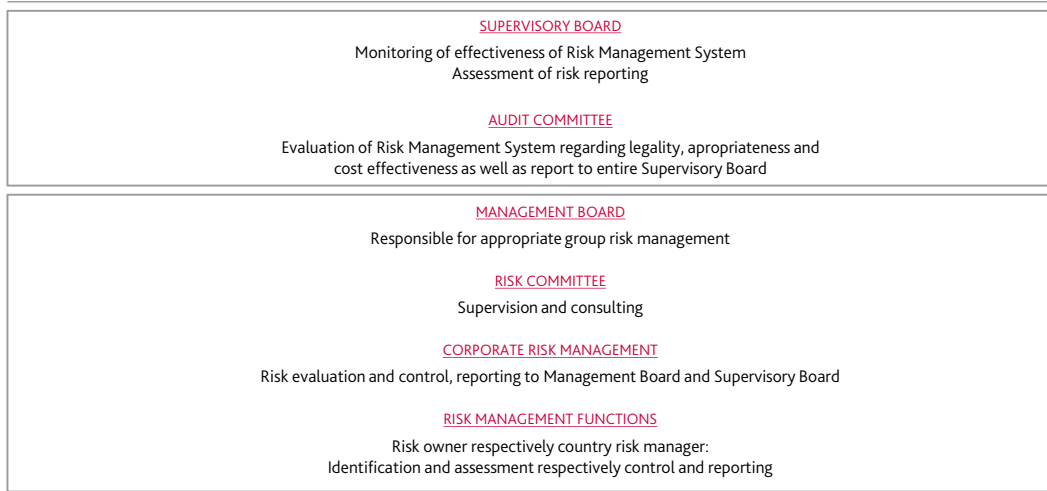 SUPERVISORY BOARD
Monitoring of effectiveness of Risk Management System
Assessment of risk reporting
AUDIT COMMITTEE
Evaluation of Risk Management System regarding legality, apropriateness and
cost effectiveness as well as report to entire Supervisory Board
MANAGEMENT BOARD
Responsible for appropriate group risk management
RISK COMMITTEE
Supervision and consulting
CORPORATE RISK MANAGEMENT
Risk evaluation and control, reporting to Management Board and Supervisory Board
RISK MANAGEMENT FUNCTIONS
Risk owner respectively country risk manager:
Identification and assessment respectively control and reporting